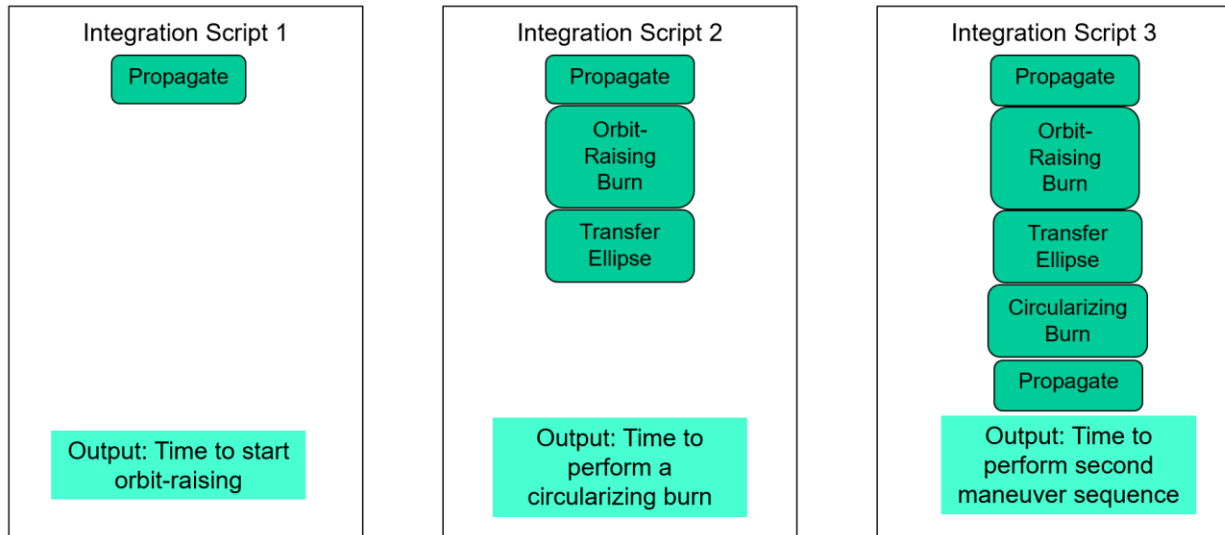 Integration Script 1
Propagate
Output: Time to start
orbit-raising
Integration Script 2
Propagate
Orbit-
Raising
Burn
Transfer
Ellipse
Output: Time to
perform a
circularizing burn
Integration Script 3
Propagate
Orbit-
Raising
Burn
Transfer
Ellipse
Circularizing
Burn
Propagate
Output: Time to
perform second
maneuver sequence